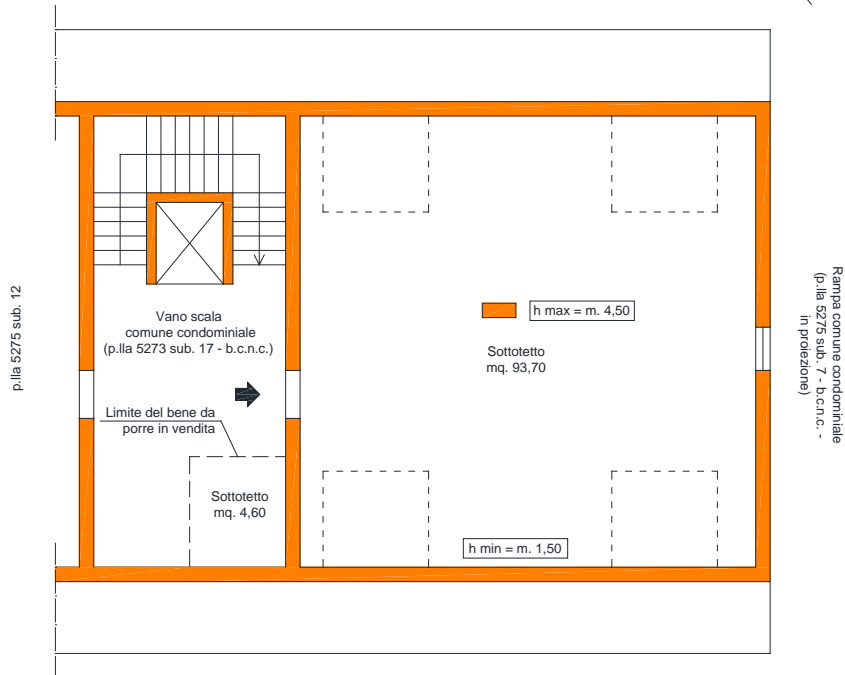 Vano scala
comune condominiale
(p.lla 5273 sub. 17 - b.c.n.c.)
h max = m. 4,50
Sottotetto
mq. 93,70
Limite del bene da
porre in vendita
Sottotetto
mq. 4,60
h min = m. 1,50
p.lla 5275 sub. 12
Rampa comune condominiale
(p.lla 5275 sub. 7 - b.c.n.c. -
in proiezione)